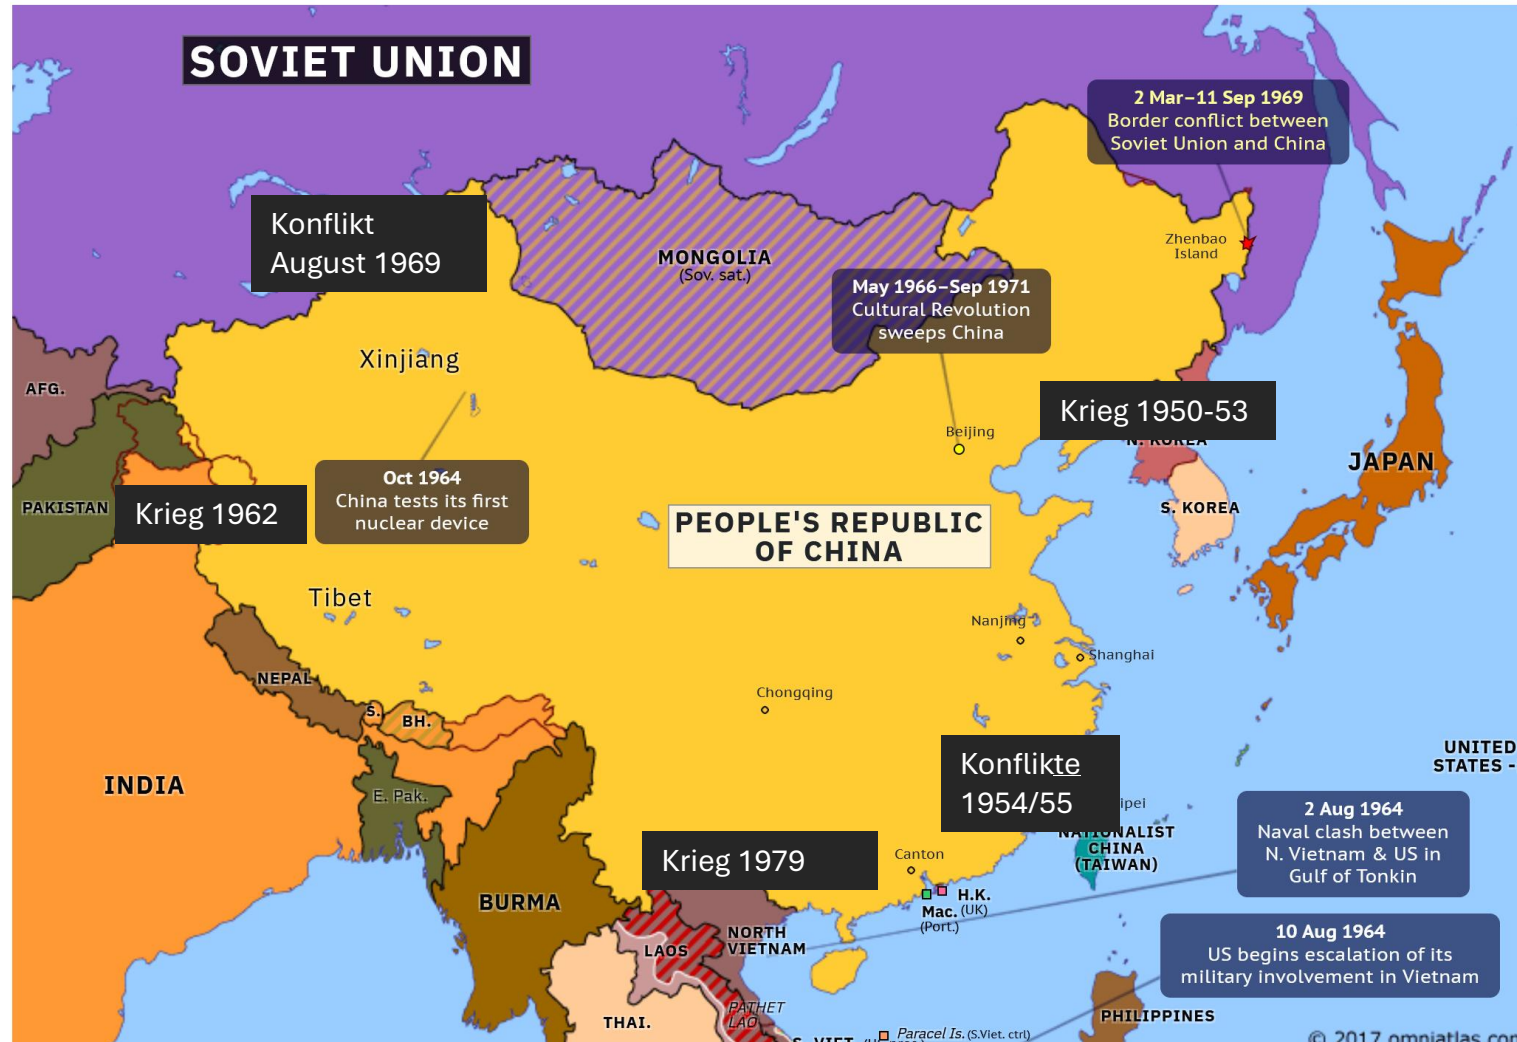 SOVIET UNION
2 Mar–11 Sep 1969
Border conflict between
Soviet Union and China
Konflikt
August 1969
MONGOLIA
(Sov. sat.)
Zhenbao
Island
May 1966–Sep 1971
Cultural Revolution
sweeps China
Xinjiang
AFG.
Krieg 1950-53
Beijing
N. KOREA
JAPAN
Oct 1964
China tests its first
nuclear device
PAKISTAN
Krieg 1962
S. KOREA
PEOPLE'S REPUBLIC
OF CHINA
Tibet
Nanjing
Shanghai
NEPAL
Chongqing
S.
BH.
INDIA
E. Pak.
Konflikte
1954/55
UNITED
STATES -
ipei
NATIONALIST
CHINA
(TAIWAN)
2 Aug 1964
Naval clash between
N. Vietnam & US in
Gulf of Tonkin
Krieg 1979
Canton
H.K.
(UK)
Mac.
(Port.)
BURMA
NORTH
VIETNAM
LAOS
10 Aug 1964
US begins escalation of its
military involvement in Vietnam
PATHET
LAO
THAI.
PHILIPPINES
Paracel Is. (S.Viet. ctrl)
S. VIET.
© 2017 omniatlas.com